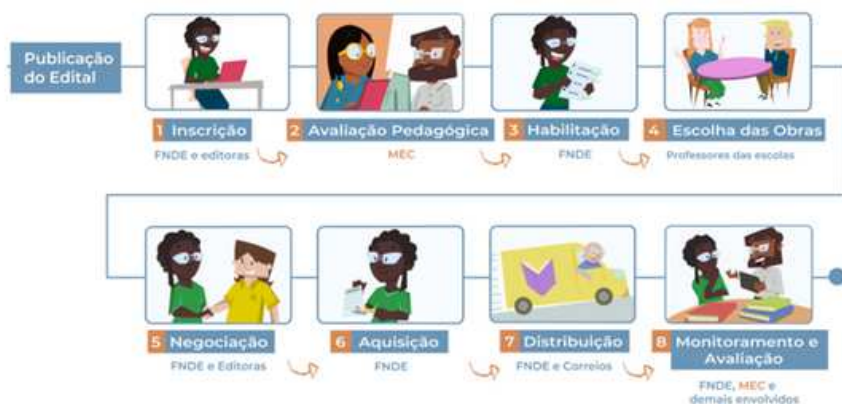 Publicação
do Edital
1 Inscrição
FNDE e editoras
2 Avaliação Pedagógica
MEC
3 Habilitação
FNDE
4 Escolha das Obras
Professores das escolas
5 Negociação
FNDE e Editoras
6 Aquisição
FNDE
7 Distribuição
FNDE e Correios
8 Monitoramento e
Avaliação
FNDE, MEC e
demais envolvidos